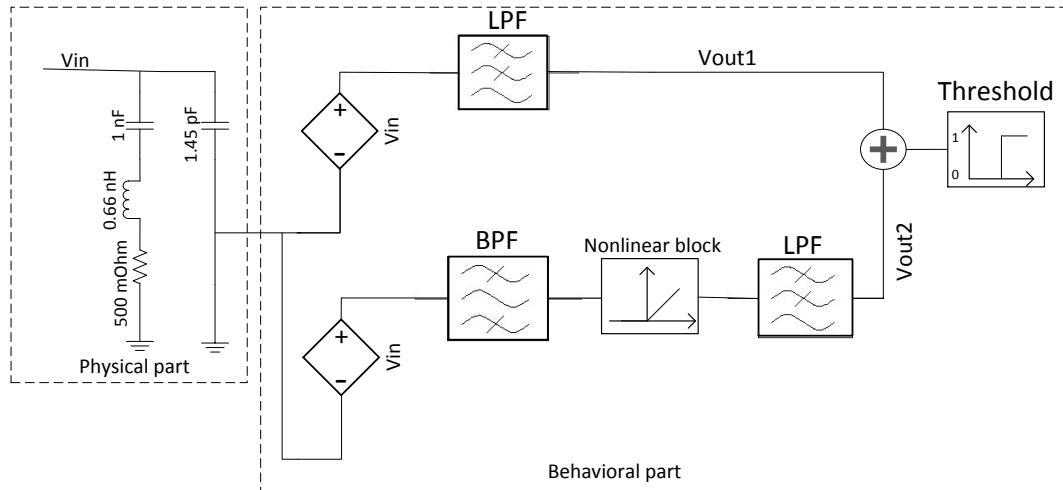 Vin
1 nF
0.66 nH
500 mOhm
1.45 pF
Physical part
LPF
+
-
Vin
Vout1
+
Threshold
1
0
BPF
Nonlinear block
LPF
Vout2
+
-
Vin
Behavioral part